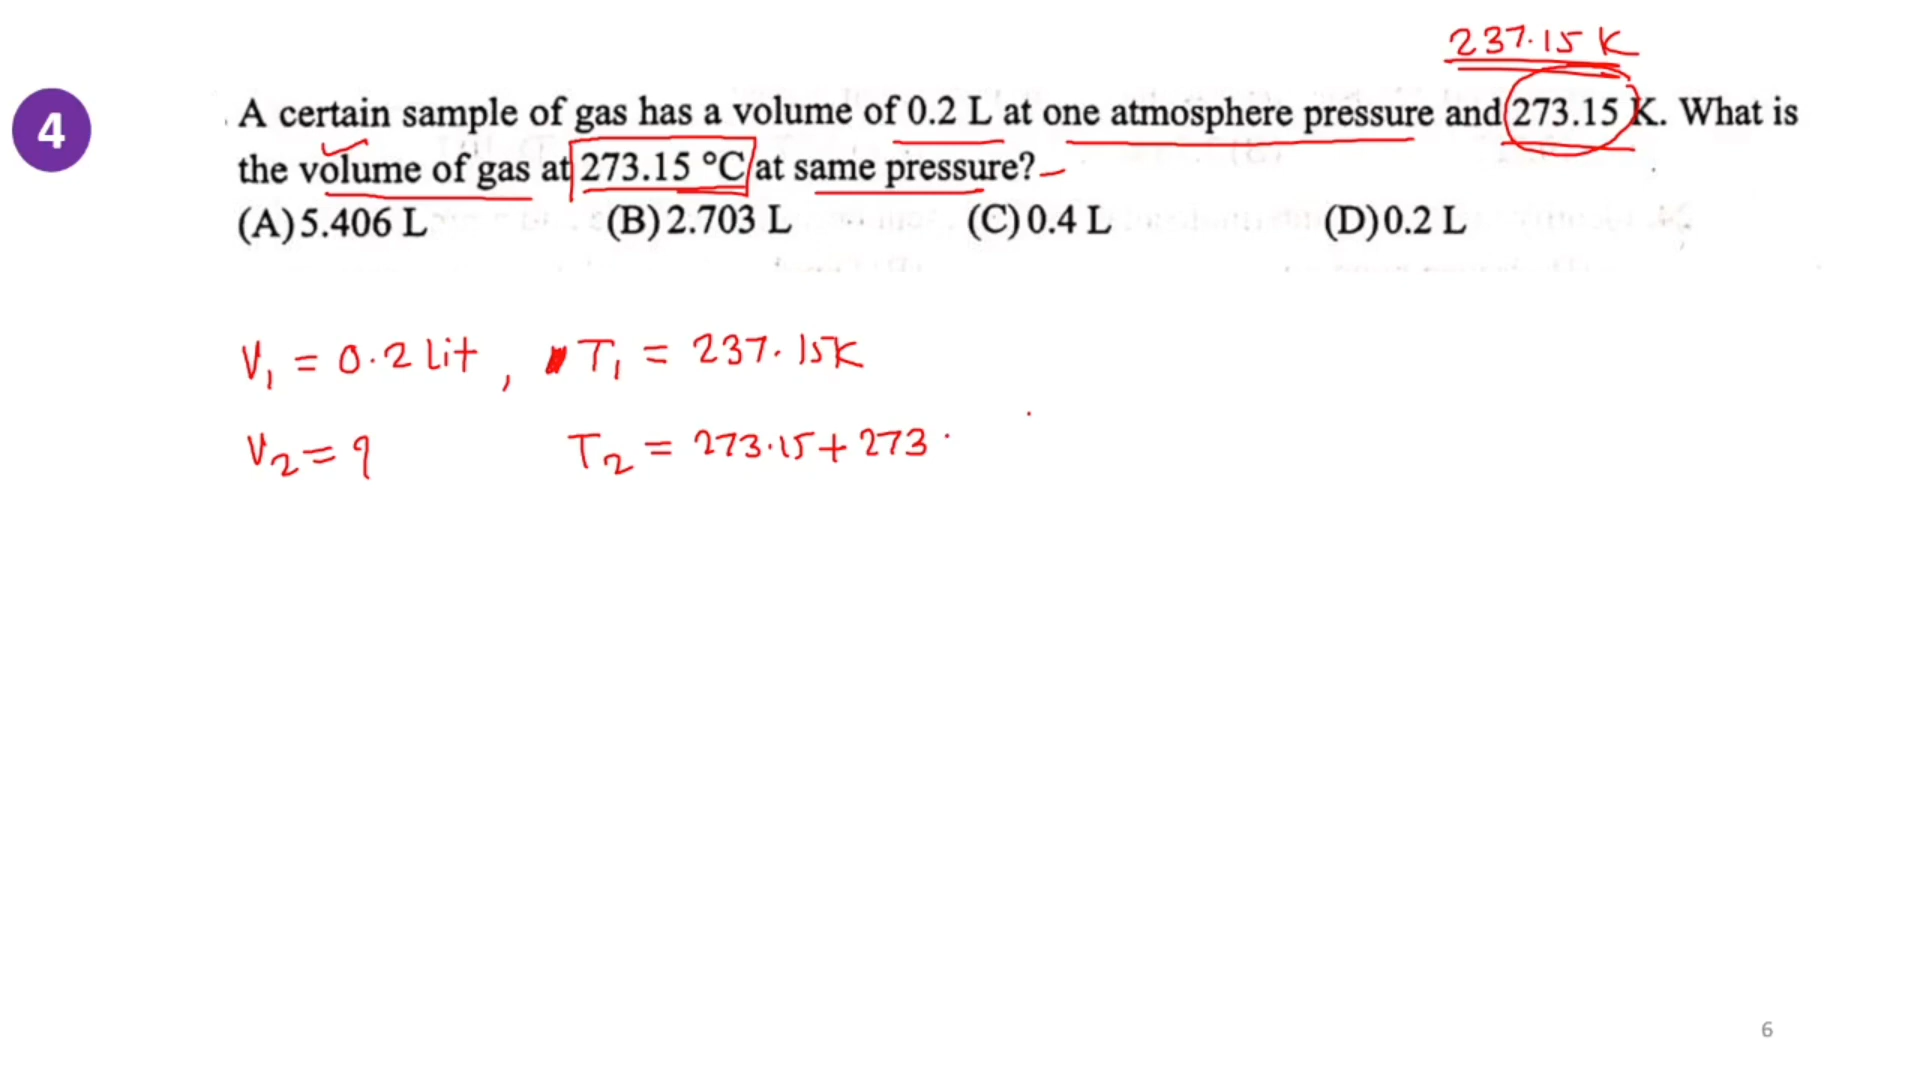 237.15 K
4
A certain sample of gas has a volume of 0.2 L at one atmosphere pressure and 273.15 K. What is
the volume of gas at 273.15 °C at same pressure?
(A) 5.406 L (B) 2.703 L (C) 0.4 L (D) 0.2 L
V₁ = 0.2 Lit , T₁ = 237.15K
V₂ = ? T₂ = 273.15 + 273.
6